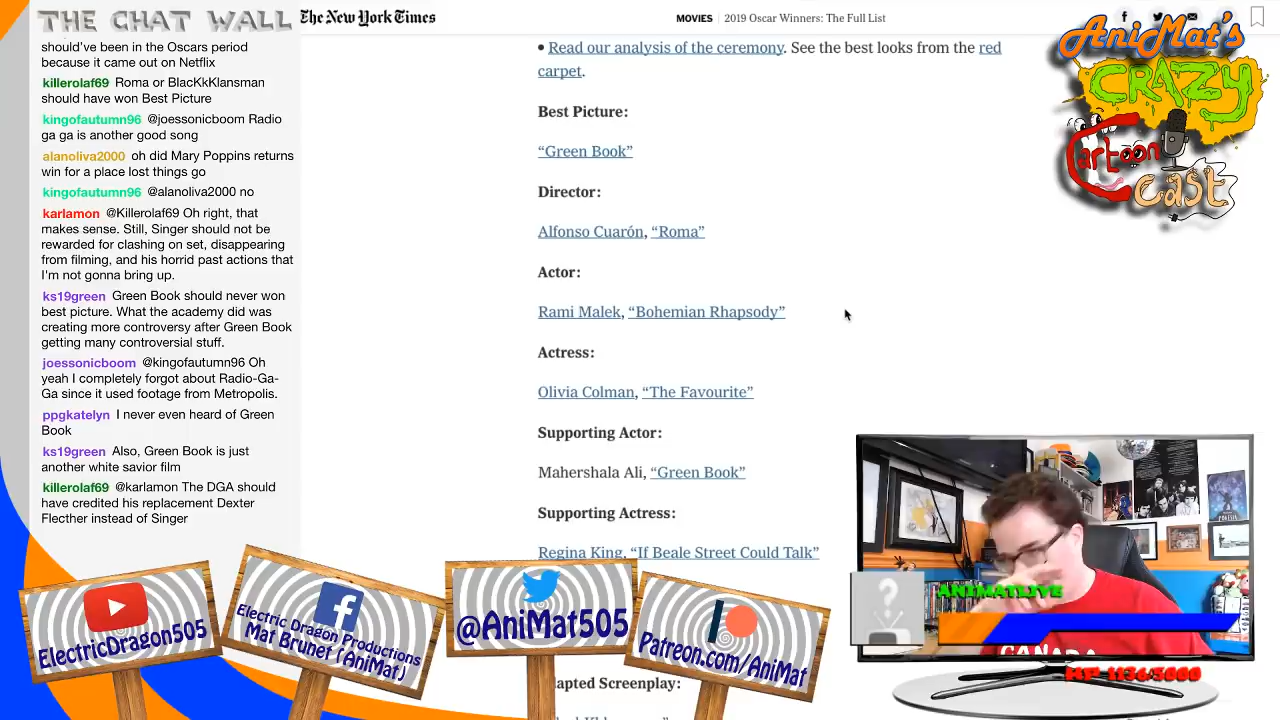 THE CHAT WALL
should've been in the Oscars period
because it came out on Netflix
killerolaf69 Roma or BlacKkKlansman
should have won Best Picture
kingofautumn96 @joessonicboom Radio
ga ga is another good song
alanoliva2000 oh did Mary Poppins returns
win for a place lost things go
kingofautumn96 @alanoliva2000 no
karlamon @Killerolaf69 Oh right, that
makes sense. Still, Singer should not be
rewarded for clashing on set, disappearing
from filming, and his horrid past actions that
I'm not gonna bring up.
ks19green Green Book should never won
best picture. What the academy did was
creating more controversy after Green Book
getting many controversial stuff.
joessonicboom @kingofautumn96 Oh
yeah I completely forgot about Radio-Ga-
Ga since it used footage from Metropolis.
ppgkatelyn I never even heard of Green
Book
ks19green Also, Green Book is just
another white savior film
killerolaf69 @karlamon The DGA should
have credited his replacement Dexter
Flecther instead of Singer
The New York Times
MOVIES | 2019 Oscar Winners: The Full List
• Read our analysis of the ceremony. See the best looks from the red
carpet.
Best Picture:
“Green Book”
Director:
Alfonso Cuarón, “Roma”
Actor:
Rami Malek, “Bohemian Rhapsody”
Actress:
Olivia Colman, “The Favourite”
Supporting Actor:
Mahershala Ali, “Green Book”
Supporting Actress:
Regina King, “If Beale Street Could Talk”
apted Screenplay:
AniMat's
CRAZY
Cartoon
Cast
ANIMATLIVE
CANADA
HP 1136/5000
ElectricDragon505
Electric Dragon Productions
Mat Brunet (AniMat)
@AniMat505
Patreon.com/AniMat